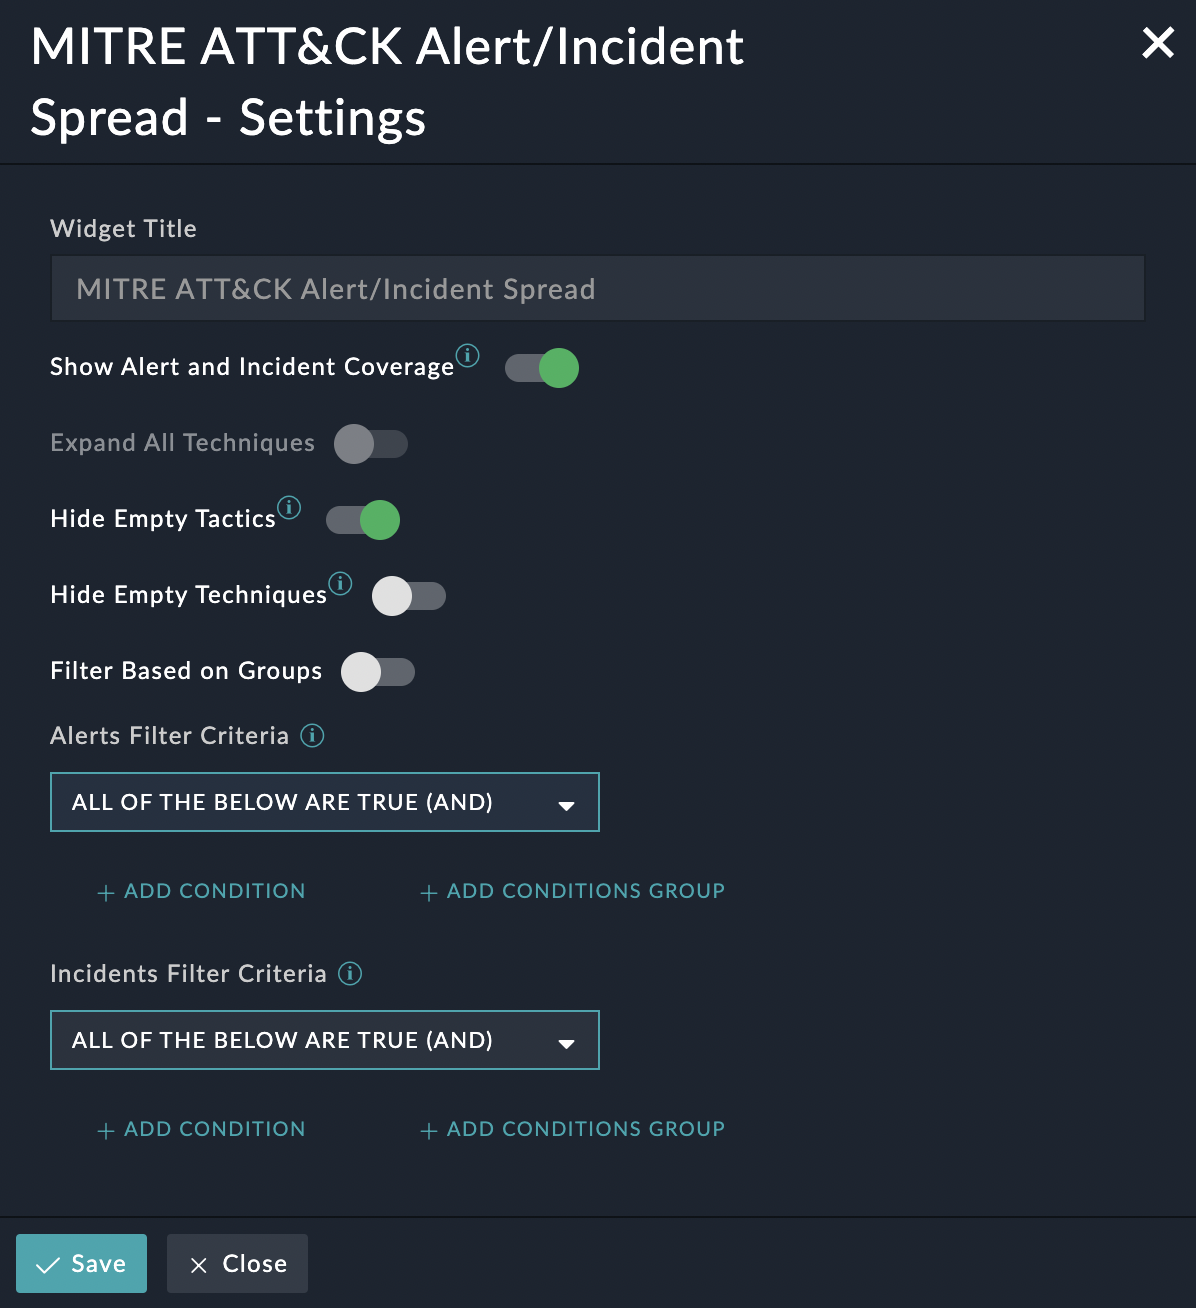 MITRE ATT&CK Alert/Incident
Spread - Settings
Widget Title
MITRE ATT&CK Alert/Incident Spread
Show Alert and Incident Coverage
Expand All Techniques
Hide Empty Tactics
Hide Empty Techniques
Filter Based on Groups
Alerts Filter Criteria
ALL OF THE BELOW ARE TRUE (AND)
+ ADD CONDITION + ADD CONDITIONS GROUP
Incidents Filter Criteria
ALL OF THE BELOW ARE TRUE (AND)
+ ADD CONDITION + ADD CONDITIONS GROUP
Save Close